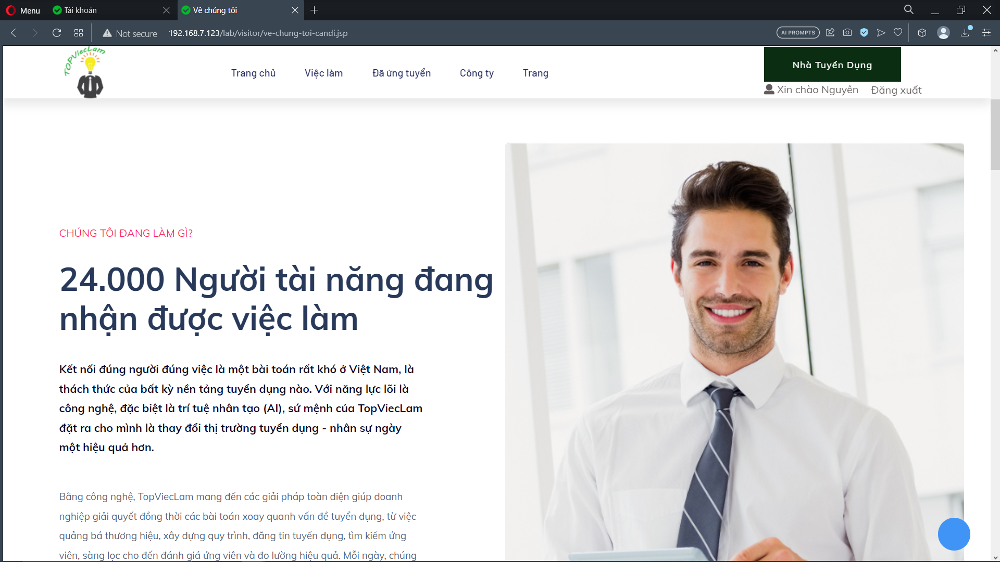 Menu
Tài khoản
Về chúng tôi
Not secure
192.168.7.123/lab/visitor/ve-chung-toi-candi.jsp
AI PROMPTS
TOPViecLam
Trang chủ
Việc làm
Đã ứng tuyển
Công ty
Trang
Nhà Tuyển Dụng
Xin chào Nguyên
Đăng xuất
CHÚNG TÔI ĐANG LÀM GÌ?
24.000 Người tài năng đang
nhận được việc làm
Kết nối đúng người đúng việc là một bài toán rất khó ở Việt Nam, là
thách thức của bất kỳ nền tảng tuyển dụng nào. Với năng lực lõi là
công nghệ, đặc biệt là trí tuệ nhân tạo (AI), sứ mệnh của TopViecLam
đặt ra cho mình là thay đổi thị trường tuyển dụng - nhân sự ngày
một hiệu quả hơn.
Bằng công nghệ, TopViecLam mang đến các giải pháp toàn diện giúp doanh
nghiệp giải quyết đồng thời các bài toán xoay quanh vấn đề tuyển dụng, từ việc
quảng bá thương hiệu, xây dựng quy trình, đăng tin tuyển dụng, tìm kiếm ứng
viên, sàng lọc cho đến đánh giá ứng viên và đo lường hiệu quả. Mỗi ngày, chúng